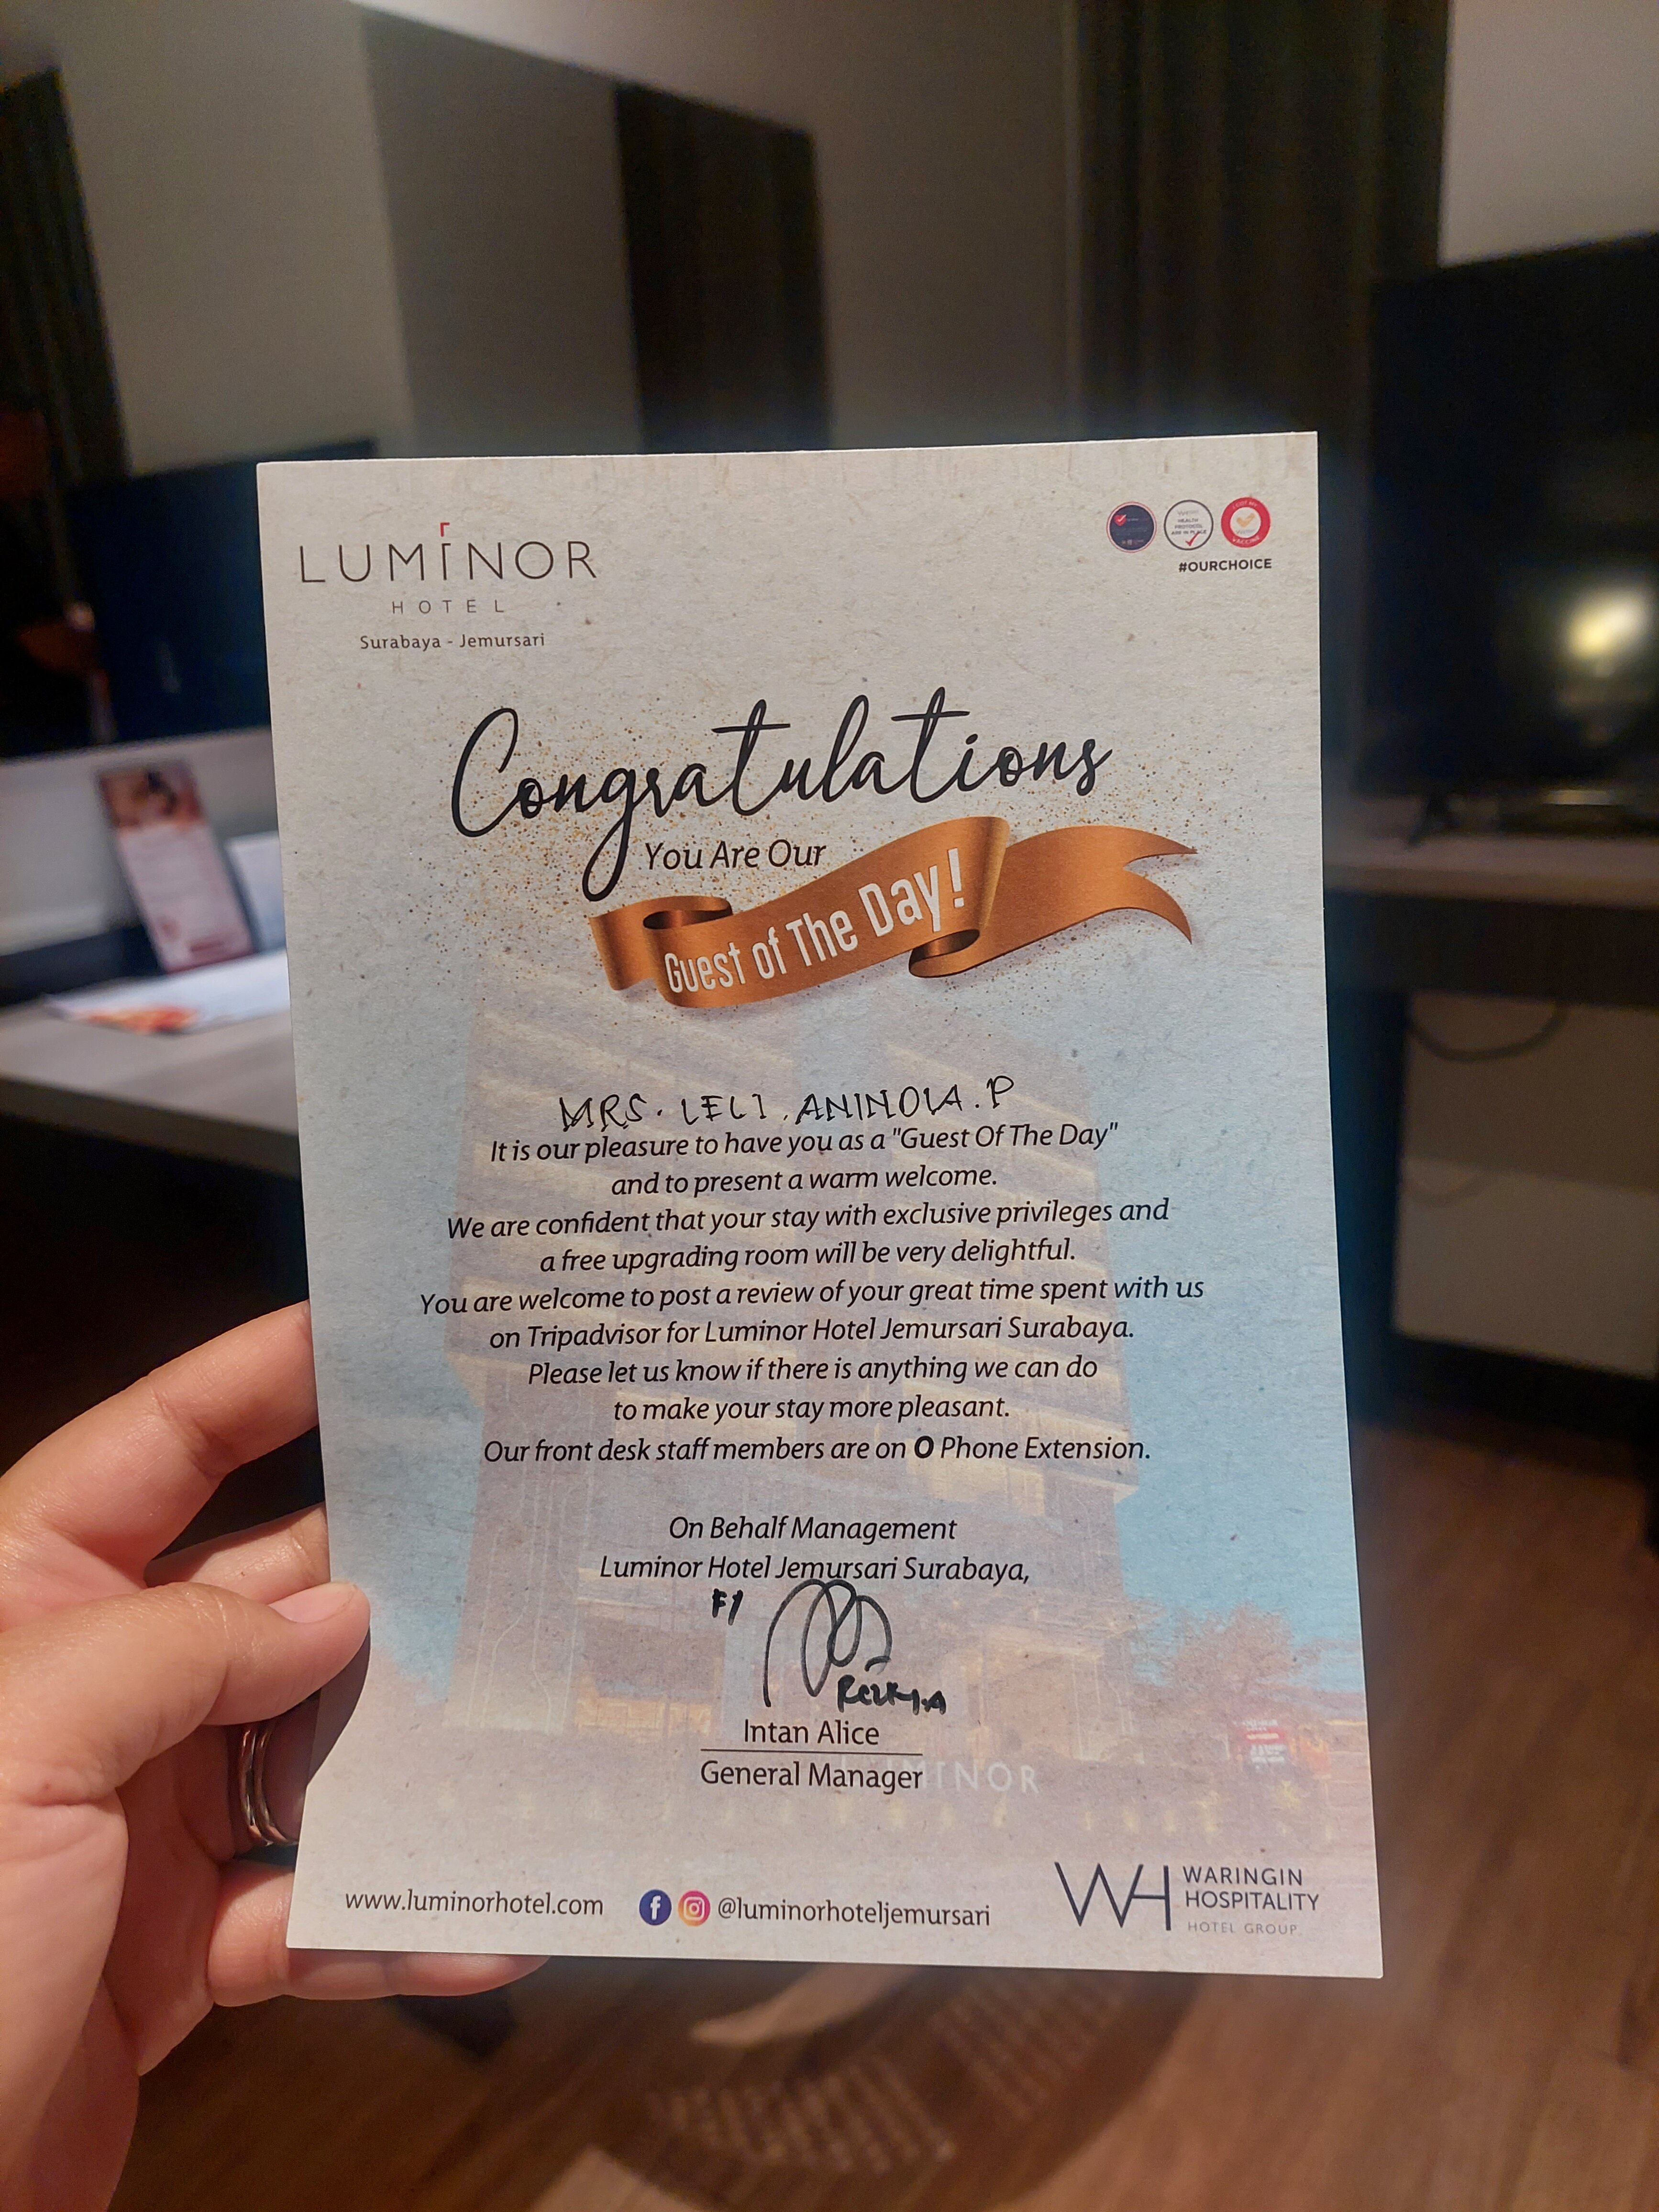 LUMINOR
HOTEL
Surabaya - Jemursari
#OURCHOICE
Congratulations
You Are Our
Guest of The Day!
MRS. LELI. ANINOLA. P
It is our pleasure to have you as a "Guest Of The Day"
and to present a warm welcome.
We are confident that your stay with exclusive privileges and
a free upgrading room will be very delightful.
You are welcome to post a review of your great time spent with us
on Tripadvisor for Luminor Hotel Jemursari Surabaya.
Please let us know if there is anything we can do
to make your stay more pleasant.
Our front desk staff members are on 0 Phone Extension.
On Behalf Management
Luminor Hotel Jemursari Surabaya,
Intan Alice
General Manager
www.luminorhotel.com
@luminorhoteljemursari
WH WARINGIN
HOSPITALITY
HOTEL GROUP